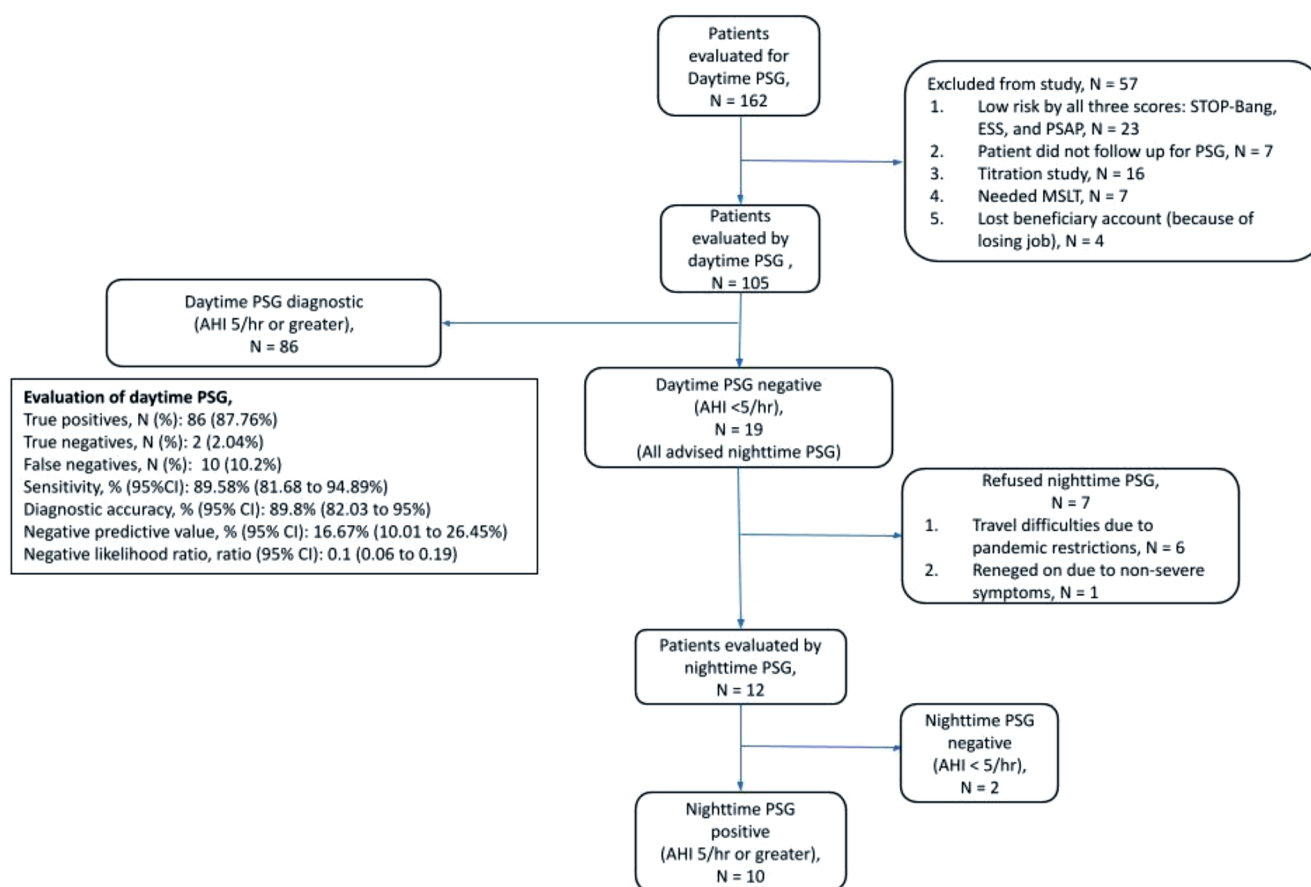 Patients
evaluated for
Daytime PSG,
N = 162
Excluded from study, N = 57
1. Low risk by all three scores: STOP-Bang,
ESS, and PSAP, N = 23
2. Patient did not follow up for PSG, N = 7
3. Titration study, N = 16
4. Needed MSLT, N = 7
5. Lost beneficiary account (because of
losing job), N = 4
Patients
evaluated by
daytime PSG ,
N = 105
Daytime PSG diagnostic
(AHI 5/hr or greater),
N = 86
Evaluation of daytime PSG,
True positives, N (%): 86 (87.76%)
True negatives, N (%): 2 (2.04%)
False negatives, N (%): 10 (10.2%)
Sensitivity, % (95%CI): 89.58% (81.68 to 94.89%)
Diagnostic accuracy, % (95% CI): 89.8% (82.03 to 95%)
Negative predictive value, % (95% CI): 16.67% (10.01 to 26.45%)
Negative likelihood ratio, ratio (95% CI): 0.1 (0.06 to 0.19)
Daytime PSG negative
(AHI <5/hr),
N = 19
(All advised nighttime PSG)
Refused nighttime PSG,
N = 7
1. Travel difficulties due to
pandemic restrictions, N = 6
2. Reneged on due to non-severe
symptoms, N = 1
Patients evaluated by
nighttime PSG,
N = 12
Nighttime PSG
negative
(AHI < 5/hr),
N = 2
Nighttime PSG
positive
(AHI 5/hr or greater),
N = 10